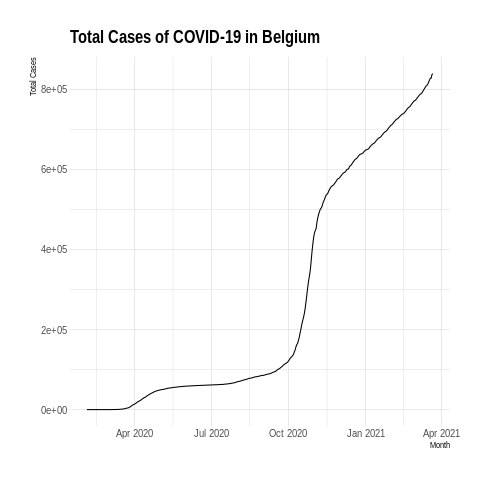 Total Cases of COVID-19 in Belgium
Total Cases
8e+05
6e+05
4e+05
2e+05
0e+00
Apr 2020 Jul 2020 Oct 2020 Jan 2021 Apr 2021
Month